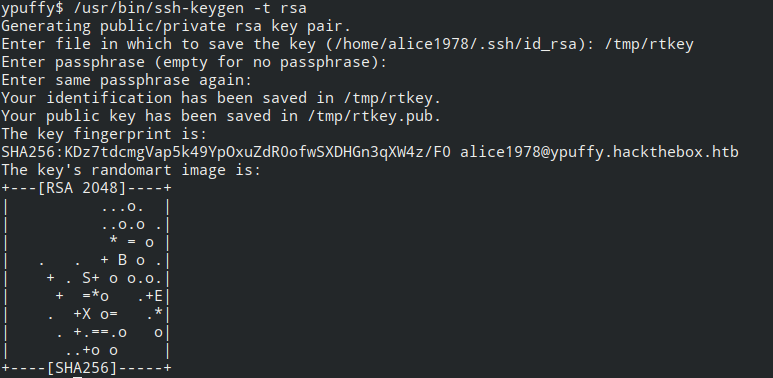 ypuffy$ /usr/bin/ssh-keygen -t rsa
Generating public/private rsa key pair.
Enter file in which to save the key (/home/alice1978/.ssh/id_rsa): /tmp/rtkey
Enter passphrase (empty for no passphrase):
Enter same passphrase again:
Your identification has been saved in /tmp/rtkey.
Your public key has been saved in /tmp/rtkey.pub.
The key fingerprint is:
SHA256:KDz7tdcmgVap5k49YpOxuZdR0ofwSXDHGn3qXW4z/F0 alice1978@ypuffy.hackthebox.htb
The key's randomart image is:
+---[RSA 2048]----+
|          ...o.  |
|          ..o.o .|
|           * = o |
|   .   .  + B o .|
|    + . S+ o o.o.|
|     +  =*o   .+E|
|    .  +X o=   .*|
|     . +.==.o   o|
|      ..+o o     |
+----[SHA256]-----+